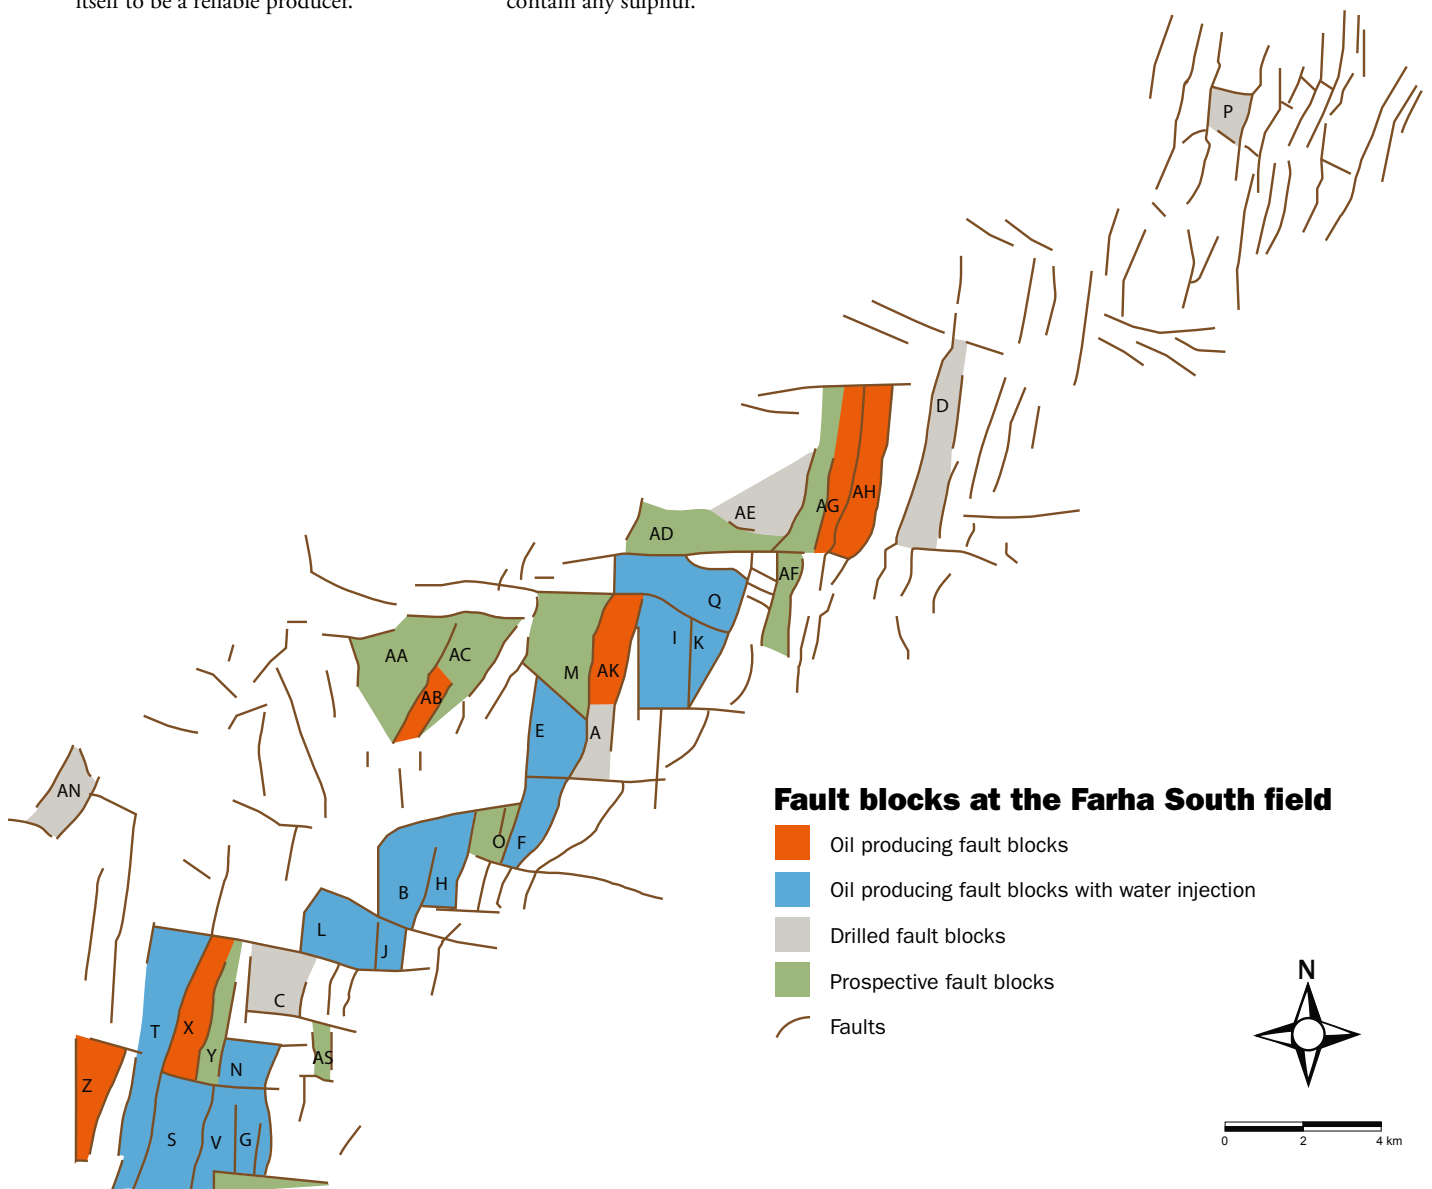 itself to be a reliable producer.
contain any sulphur.
P
D
AE
AG
AH
AD
AF
Q
I
K
AA
AC
M
AK
AB
E
A
AN
Fault blocks at the Farha South field
Oil producing fault blocks
Oil producing fault blocks with water injection
Drilled fault blocks
Prospective fault blocks
Faults
O
F
B
H
L
J
C
T
X
Y
N
AS
Z
S
V
G
N
0 2 4 km